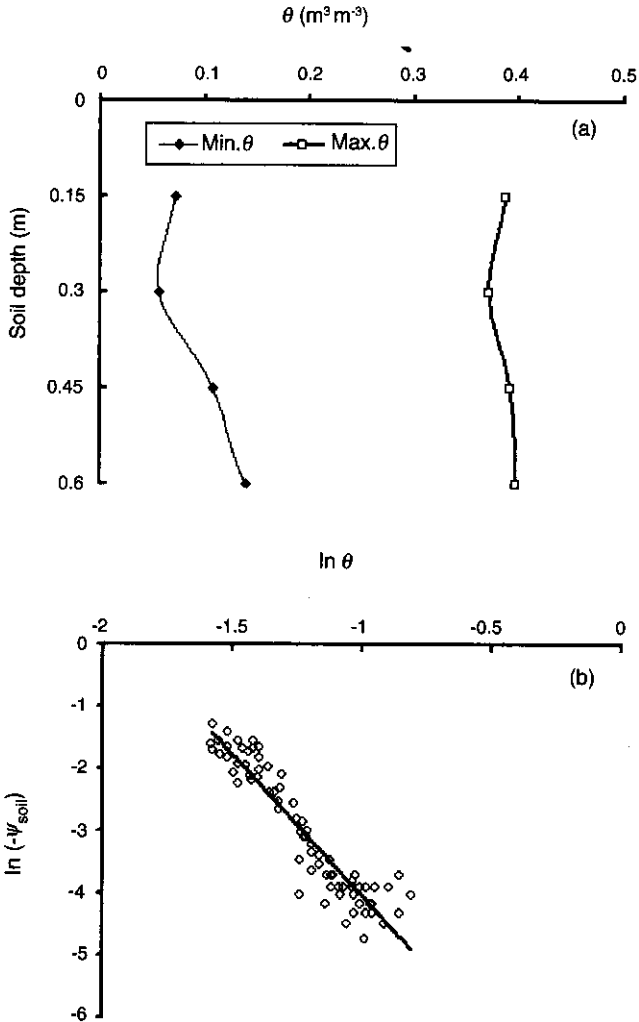 θ (m³ m⁻³)
0 0.1 0.2 0.3 0.4 0.5
0
(a)
Min.θ Max.θ
0.15
Soil depth (m)
0.3
0.45
0.6
ln θ
-2 -1.5 -1 -0.5 0
0
(b)
-1
-2
-3
ln (-ψsoil)
-4
-5
-6